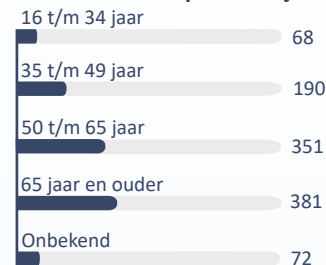 16 t/m 34 jaar
68
35 t/m 49 jaar
190
50 t/m 65 jaar
351
65 jaar en ouder
381
Onbekend
72